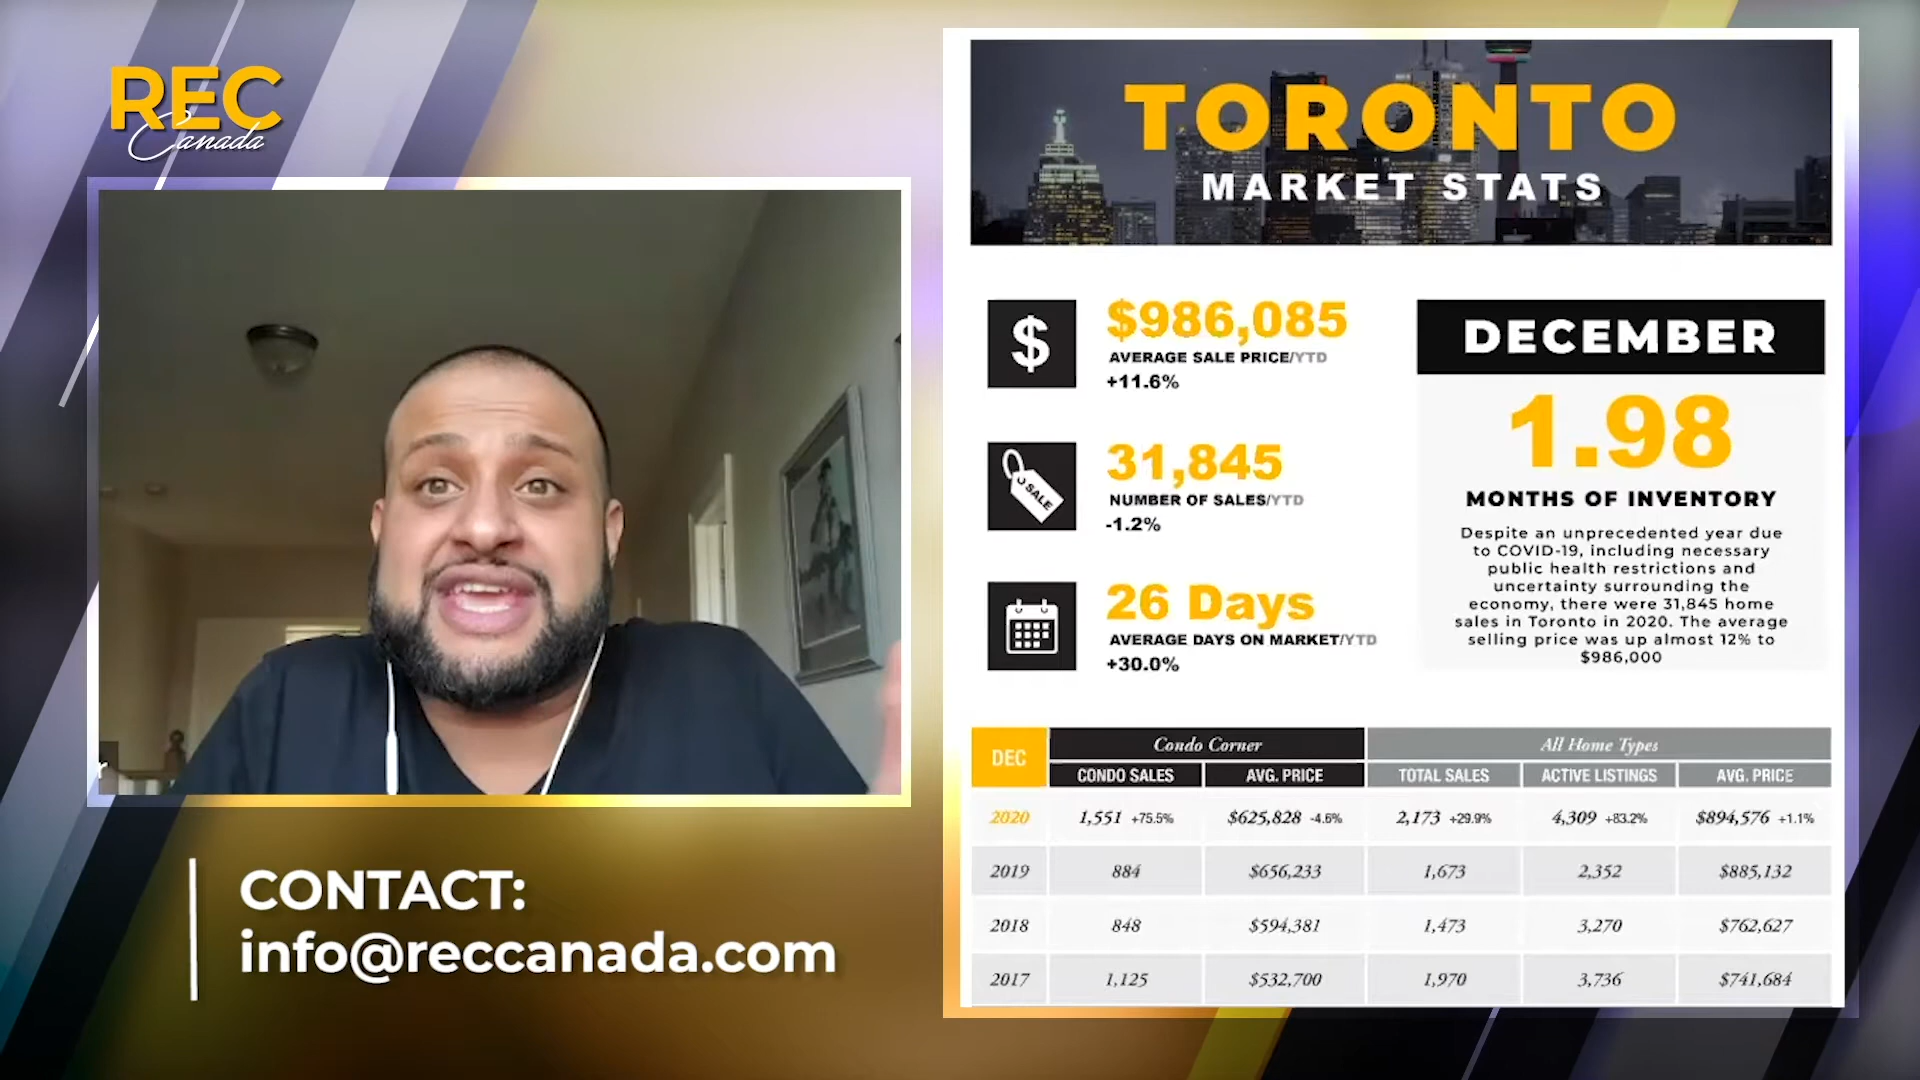 REC
Canada
CONTACT:
info@reccanada.com
TORONTO
MARKET STATS
$
$986,085
AVERAGE SALE PRICE/YTD
+11.6%
SALE
31,845
NUMBER OF SALES/YTD
-1.2%
26 Days
AVERAGE DAYS ON MARKET/YTD
+30.0%
DECEMBER
1.98
MONTHS OF INVENTORY
Despite an unprecedented year due
to COVID-19, including necessary
public health restrictions and
uncertainty surrounding the
economy, there were 31,845 home
sales in Toronto in 2020. The average
selling price was up almost 12% to
$986,000
DEC Condo Corner All Home Types
CONDO SALES AVG. PRICE TOTAL SALES ACTIVE LISTINGS AVG. PRICE
2020 1,551 +75.5% $625,828 -4.6% 2,173 +29.9% 4,309 +83.2% $894,576 +1.1%
2019 884 $656,233 1,673 2,352 $885,132
2018 848 $594,381 1,473 3,270 $762,627
2017 1,125 $532,700 1,970 3,736 $741,684